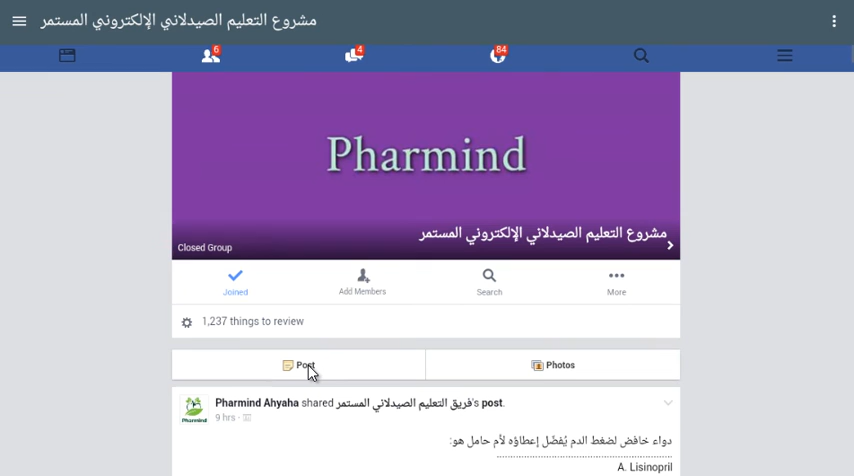 مشروع التعليم الصيدلاني الإلكتروني المستمر
6
4
84
Pharmind
مشروع التعليم الصيدلاني الإلكتروني المستمر
Closed Group
Joined
Add Members
Search
More
1,237 things to review
Post
Photos
Pharmind Ahyaha shared فريق التعليم الصيدلاني المستمر's post.
9 hrs ·
Pharmind
دواء خافض لضغط الدم يُفضّل إعطاؤه لأم حامل هو:
A. Lisinopril